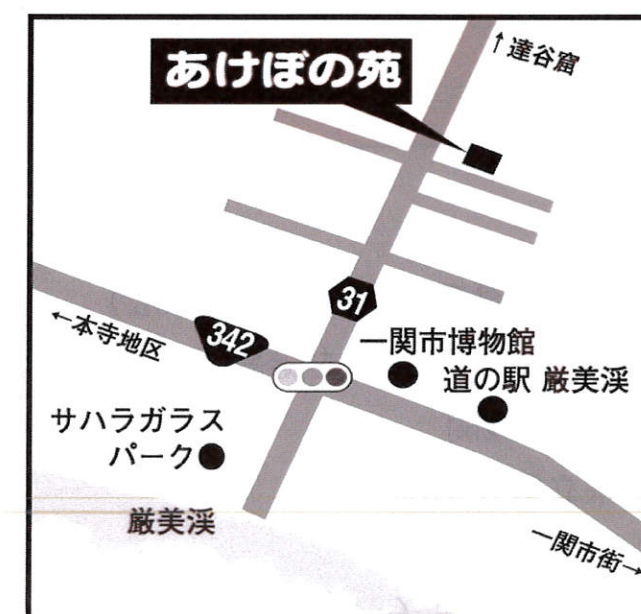 ↑達谷窟
あけぼの苑
31
←本寺地区
342
一関市博物館
道の駅 厳美渓
サハラガラス
パーク
厳美渓
一関市街→